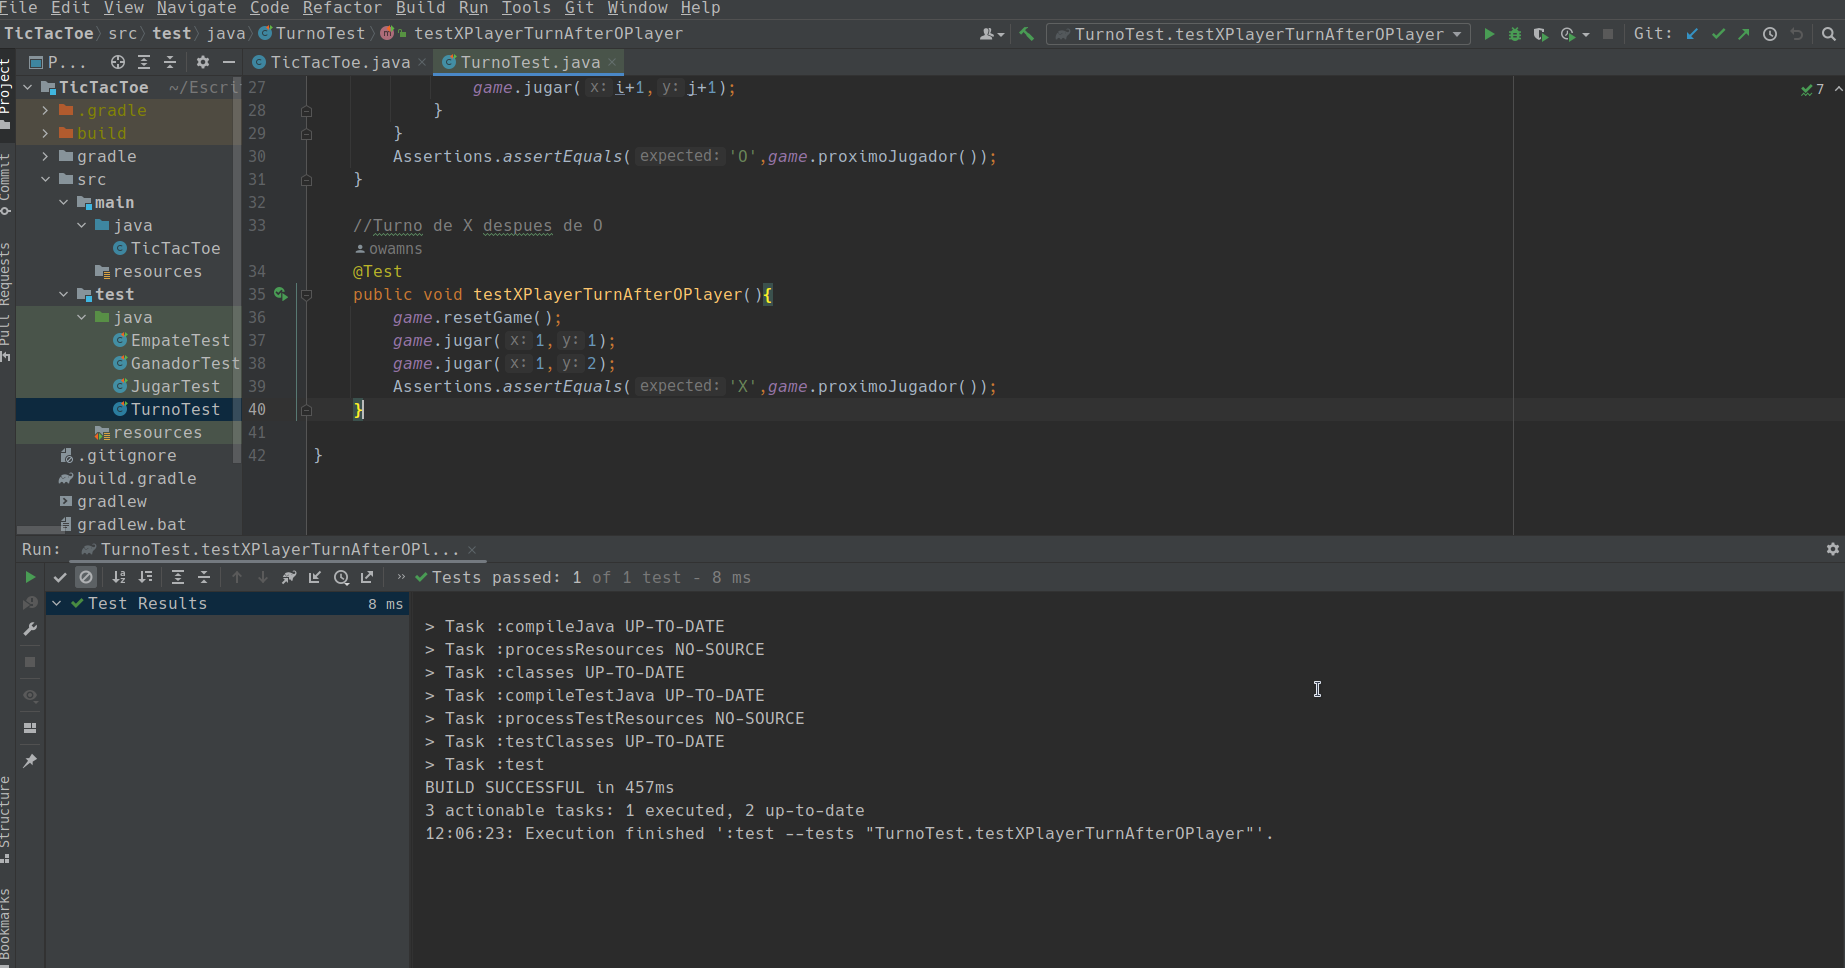 File Edit View Navigate Code Refactor Build Run Tools Git Window Help
TicTacToe src test java TurnoTest testXPlayerTurnAfterOPlayer TurnoTest.testXPlayerTurnAfterOPlayer Git:
Project
Commit
Pull Requests
Structure
Bookmarks
P... TicTacToe.java TurnoTest.java
TicTacToe ~/Escri
.gradle
build
gradle
src
main
java
TicTacToe
resources
test
java
EmpateTest
GanadorTest
JugarTest
TurnoTest
resources
.gitignore
build.gradle
gradlew
gradlew.bat
7
27 game.jugar( x: i+1, y: j+1);
28 }
29 }
30 Assertions.assertEquals( expected: 'O',game.proximoJugador());
31 }
32
33 //Turno de X despues de O
owamns
34 @Test
35 public void testXPlayerTurnAfterOPlayer(){
36 game.resetGame();
37 game.jugar( x: 1, y: 1);
38 game.jugar( x: 1, y: 2);
39 Assertions.assertEquals( expected: 'X',game.proximoJugador());
40 }
41
42 }
Run: TurnoTest.testXPlayerTurnAfterOPl...
Tests passed: 1 of 1 test - 8 ms
Test Results 8 ms
> Task :compileJava UP-TO-DATE
> Task :processResources NO-SOURCE
> Task :classes UP-TO-DATE
> Task :compileTestJava UP-TO-DATE
> Task :processTestResources NO-SOURCE
> Task :testClasses UP-TO-DATE
> Task :test
BUILD SUCCESSFUL in 457ms
3 actionable tasks: 1 executed, 2 up-to-date
12:06:23: Execution finished ':test --tests "TurnoTest.testXPlayerTurnAfterOPlayer"'.